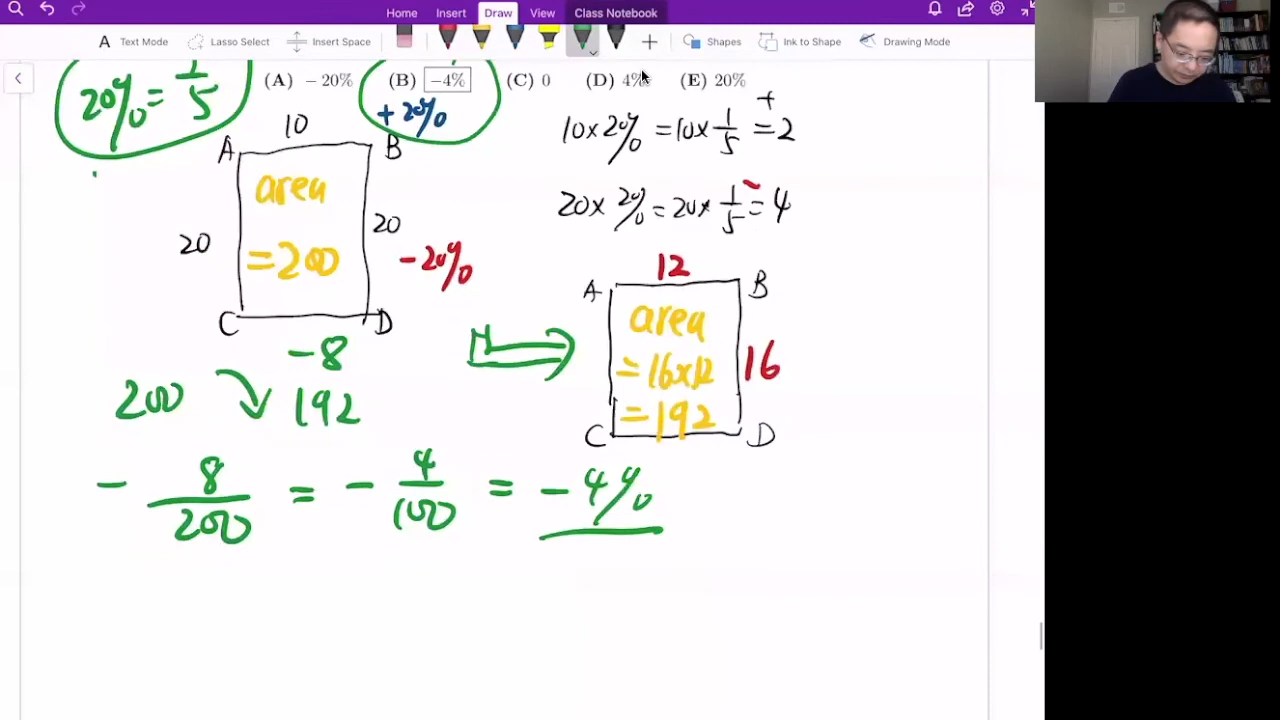 Home Insert Draw View Class Notebook
Text Mode Lasso Select Insert Space Shapes Ink to Shape Drawing Mode
20% = 1/5
(A) −20% (B) −4% (C) 0 (D) 4% (E) 20%
+20%
10
A B
area
=200
20
20
-20%
C D
10×20% =10×1/5 =2
+
20×20% =20×1/5 =4
-
12
A B
area
=16×12
=192
16
C D
-8
200 192
- 8/200 = - 4/100 = -4%